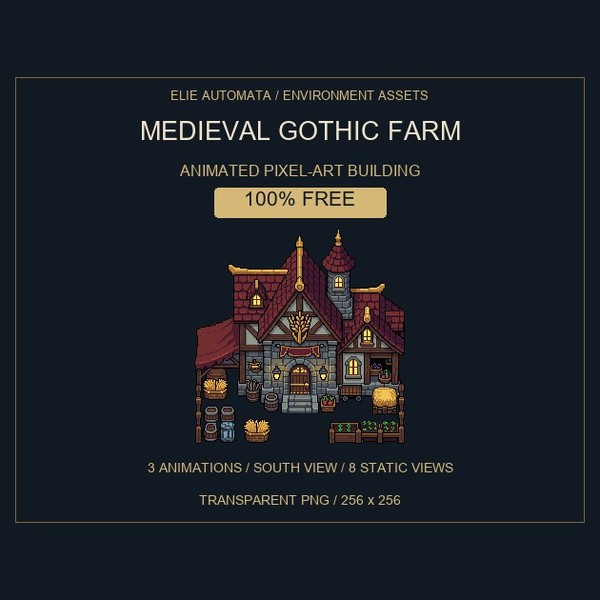 ELIE AUTOMATA / ENVIRONMENT ASSETS
MEDIEVAL GOTHIC FARM
ANIMATED PIXEL-ART BUILDING
100% FREE
3 ANIMATIONS / SOUTH VIEW / 8 STATIC VIEWS
TRANSPARENT PNG / 256 x 256